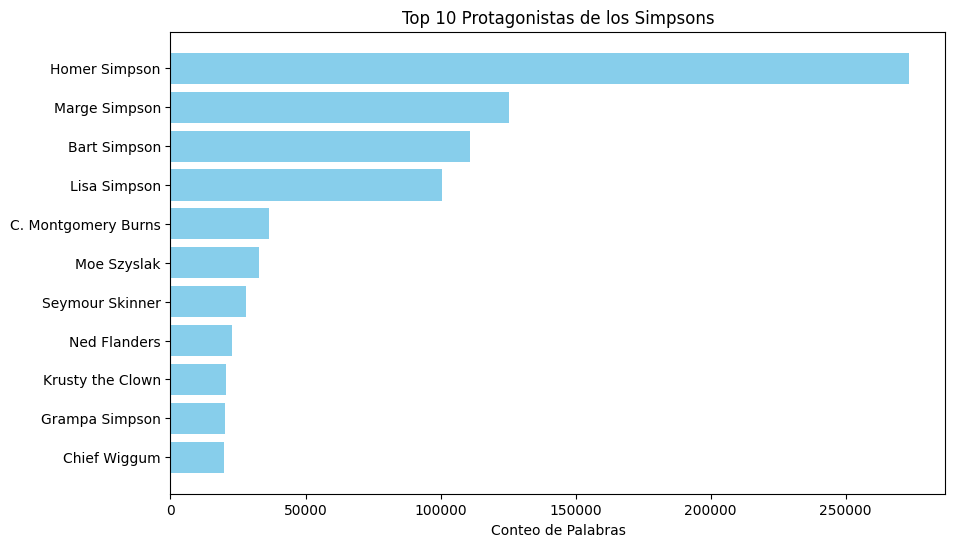 Top 10 Protagonistas de los Simpsons
Homer Simpson
Marge Simpson
Bart Simpson
Lisa Simpson
C. Montgomery Burns
Moe Szyslak
Seymour Skinner
Ned Flanders
Krusty the Clown
Grampa Simpson
Chief Wiggum
0 50000 100000 150000 200000 250000
Conteo de Palabras